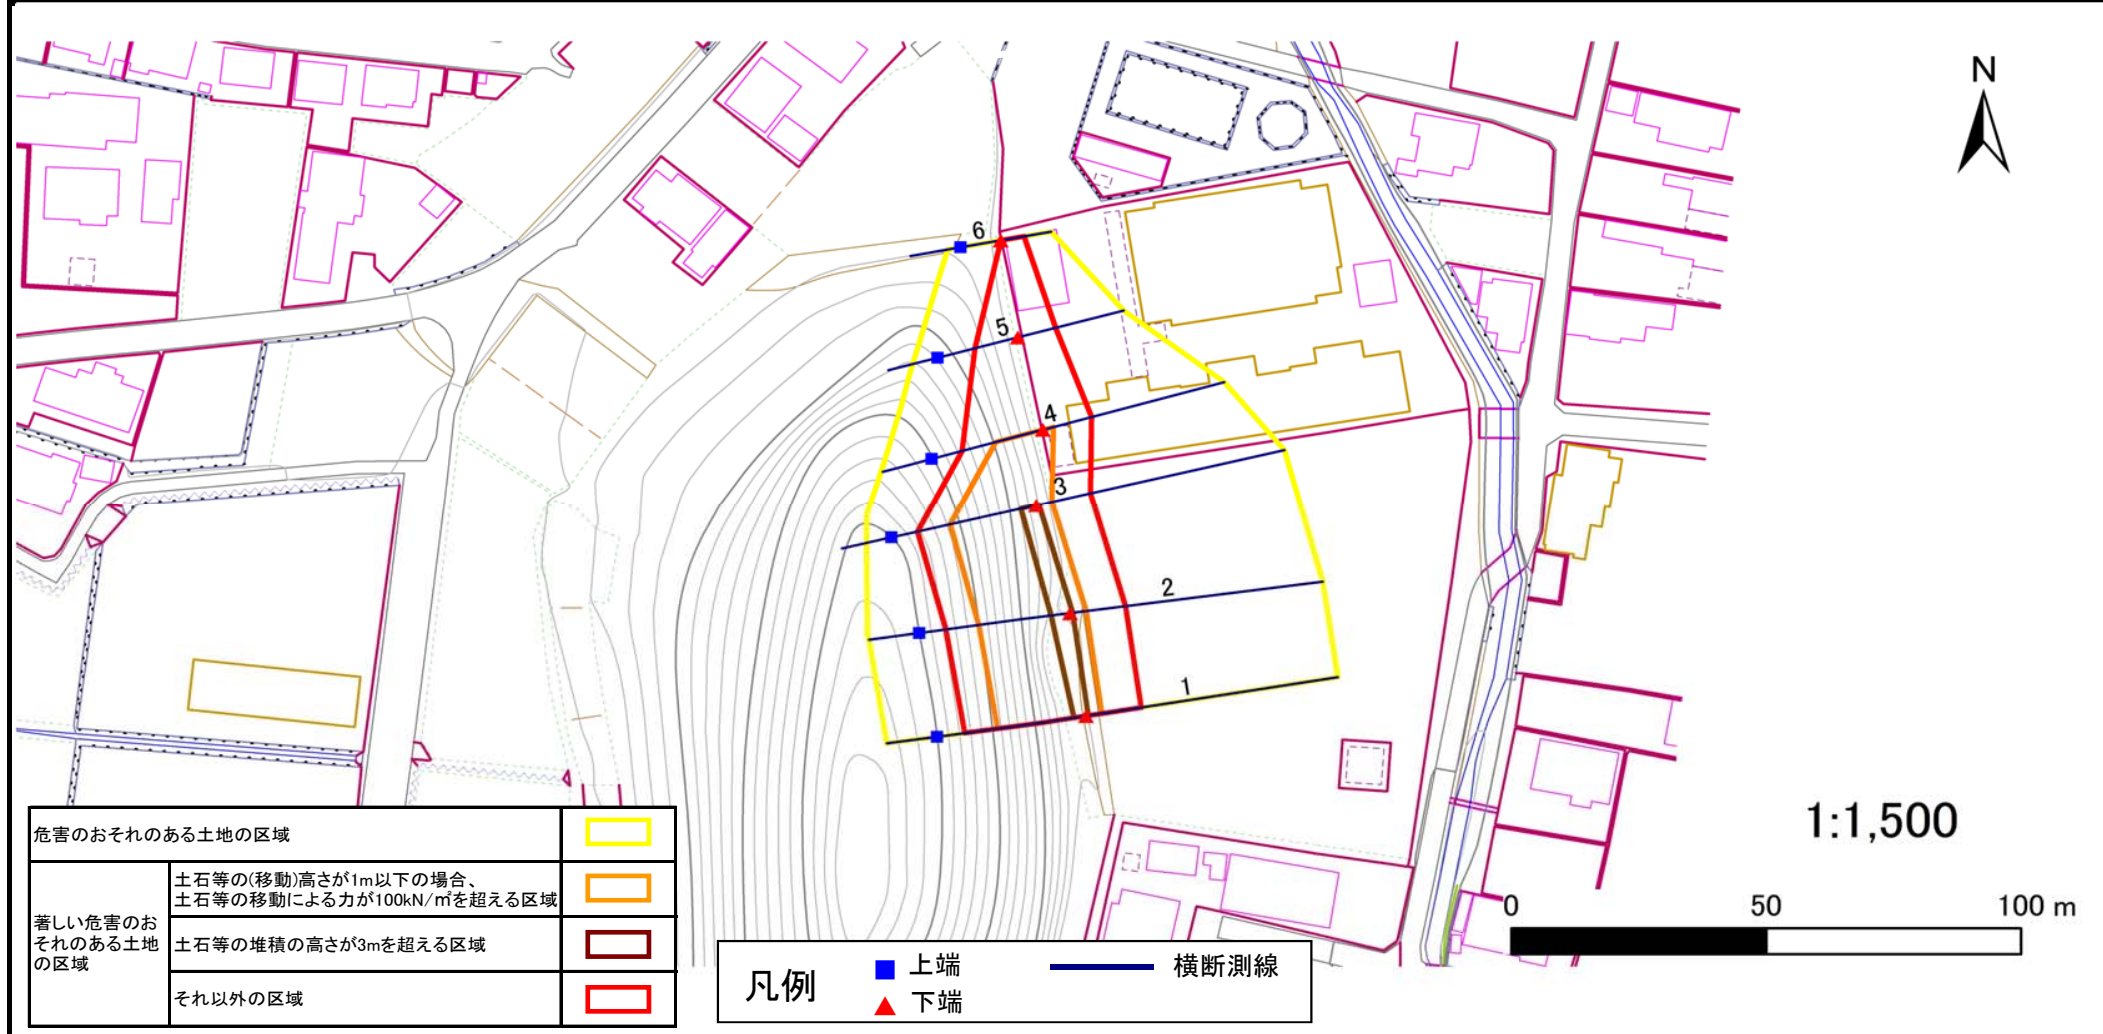 N
6
5
4
3
2
1
1:1,500
0 50 100 m
危害のおそれのある土地の区域
著しい危害のお
それのある土地
の区域
土石等の(移動)高さが1m以下の場合、
土石等の移動による力が100kN/㎡を超える区域
土石等の堆積の高さが3mを超える区域
それ以外の区域
凡例
上端
下端
横断測線